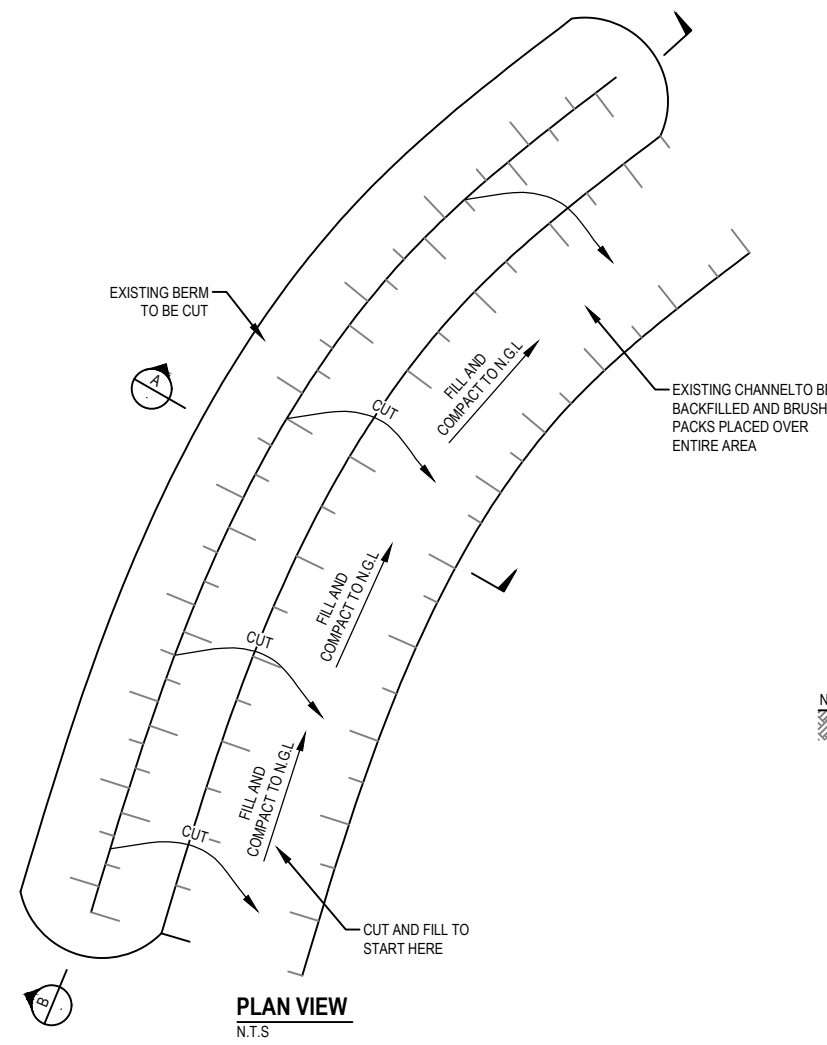 EXISTING BERM
TO BE CUT
A
CUT
FILL AND
COMPACT TO N.G.L
EXISTING CHANNELTO BE
BACKFILLED AND BRUSH
PACKS PLACED OVER
ENTIRE AREA
FILL AND
COMPACT TO N.G.L
CUT
N
FILL AND
COMPACT TO N.G.L
CUT
CUT AND FILL TO
START HERE
B
PLAN VIEW
N.T.S